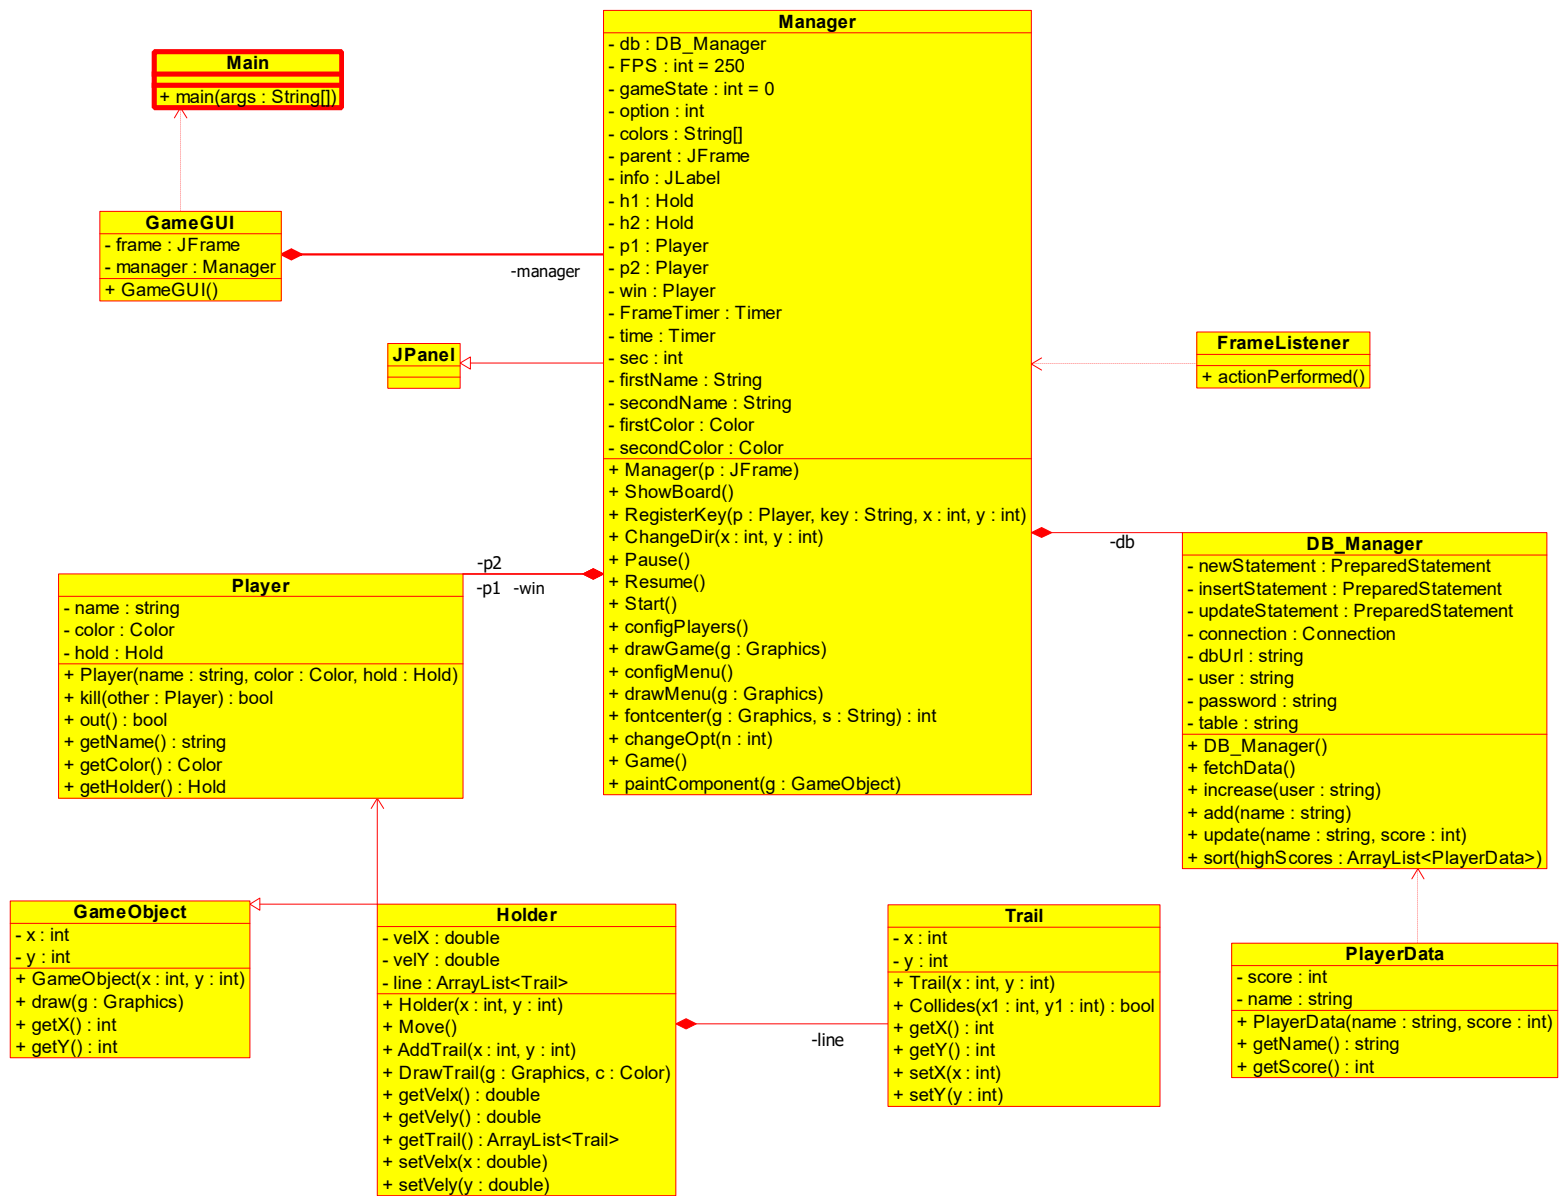 Main
+ main(args : String[])
GameGUI
- frame : JFrame
- manager : Manager
+ GameGUI()
-manager
JPanel
Manager
- db : DB_Manager
- FPS : int = 250
- gameState : int = 0
- option : int
- colors : String[]
- parent : JFrame
- info : JLabel
- h1 : Hold
- h2 : Hold
- p1 : Player
- p2 : Player
- win : Player
- FrameTimer : Timer
- time : Timer
- sec : int
- firstName : String
- secondName : String
- firstColor : Color
- secondColor : Color
+ Manager(p : JFrame)
+ ShowBoard()
+ RegisterKey(p : Player, key : String, x : int, y : int)
+ ChangeDir(x : int, y : int)
+ Pause()
+ Resume()
+ Start()
+ configPlayers()
+ drawGame(g : Graphics)
+ configMenu()
+ drawMenu(g : Graphics)
+ fontcenter(g : Graphics, s : String) : int
+ changeOpt(n : int)
+ Game()
+ paintComponent(g : GameObject)
FrameListener
+ actionPerformed()
-db
DB_Manager
- newStatement : PreparedStatement
- insertStatement : PreparedStatement
- updateStatement : PreparedStatement
- connection : Connection
- dbUrl : string
- user : string
- password : string
- table : string
+ DB_Manager()
+ fetchData()
+ increase(user : string)
+ add(name : string)
+ update(name : string, score : int)
+ sort(highScores : ArrayList<PlayerData>)
-p2
-p1 -win
Player
- name : string
- color : Color
- hold : Hold
+ Player(name : string, color : Color, hold : Hold)
+ kill(other : Player) : bool
+ out() : bool
+ getName() : string
+ getColor() : Color
+ getHolder() : Hold
GameObject
- x : int
- y : int
+ GameObject(x : int, y : int)
+ draw(g : Graphics)
+ getX() : int
+ getY() : int
Holder
- velX : double
- velY : double
- line : ArrayList<Trail>
+ Holder(x : int, y : int)
+ Move()
+ AddTrail(x : int, y : int)
+ DrawTrail(g : Graphics, c : Color)
+ getVelx() : double
+ getVely() : double
+ getTrail() : ArrayList<Trail>
+ setVelx(x : double)
+ setVely(y : double)
-line
Trail
- x : int
- y : int
+ Trail(x : int, y : int)
+ Collides(x1 : int, y1 : int) : bool
+ getX() : int
+ getY() : int
+ setX(x : int)
+ setY(y : int)
PlayerData
- score : int
- name : string
+ PlayerData(name : string, score : int)
+ getName() : string
+ getScore() : int